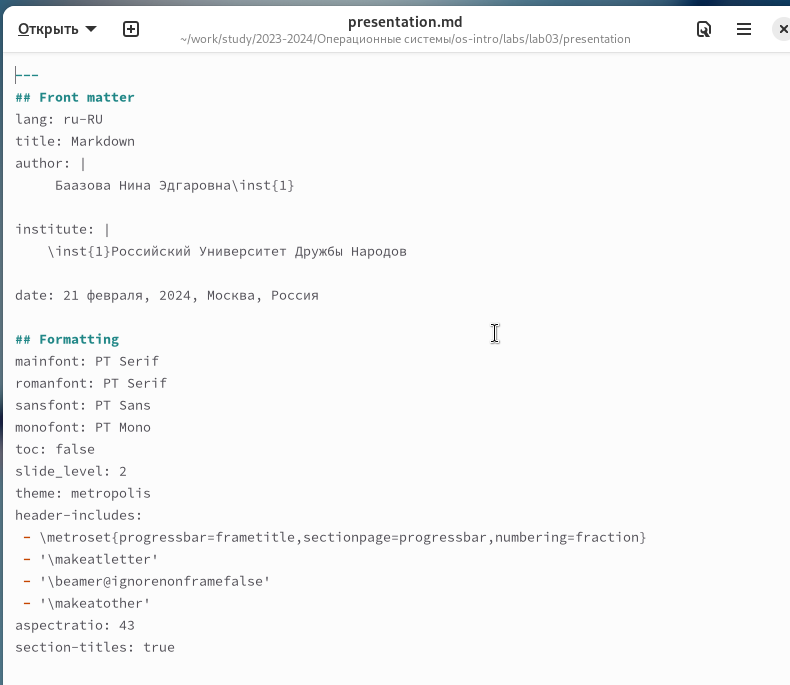 Открыть
presentation.md
~/work/study/2023-2024/Операционные системы/os-intro/labs/lab03/presentation
---
## Front matter
lang: ru-RU
title: Markdown
author: |
     Баазова Нина Эдгаровна\inst{1}
institute: |
    \inst{1}Российский Университет Дружбы Народов
date: 21 февраля, 2024, Москва, Россия
## Formatting
mainfont: PT Serif
romanfont: PT Serif
sansfont: PT Sans
monofont: PT Mono
toc: false
slide_level: 2
theme: metropolis
header-includes:
 - \metroset{progressbar=frametitle,sectionpage=progressbar,numbering=fraction}
 - '\makeatletter'
 - '\beamer@ignorenonframefalse'
 - '\makeatother'
aspectratio: 43
section-titles: true